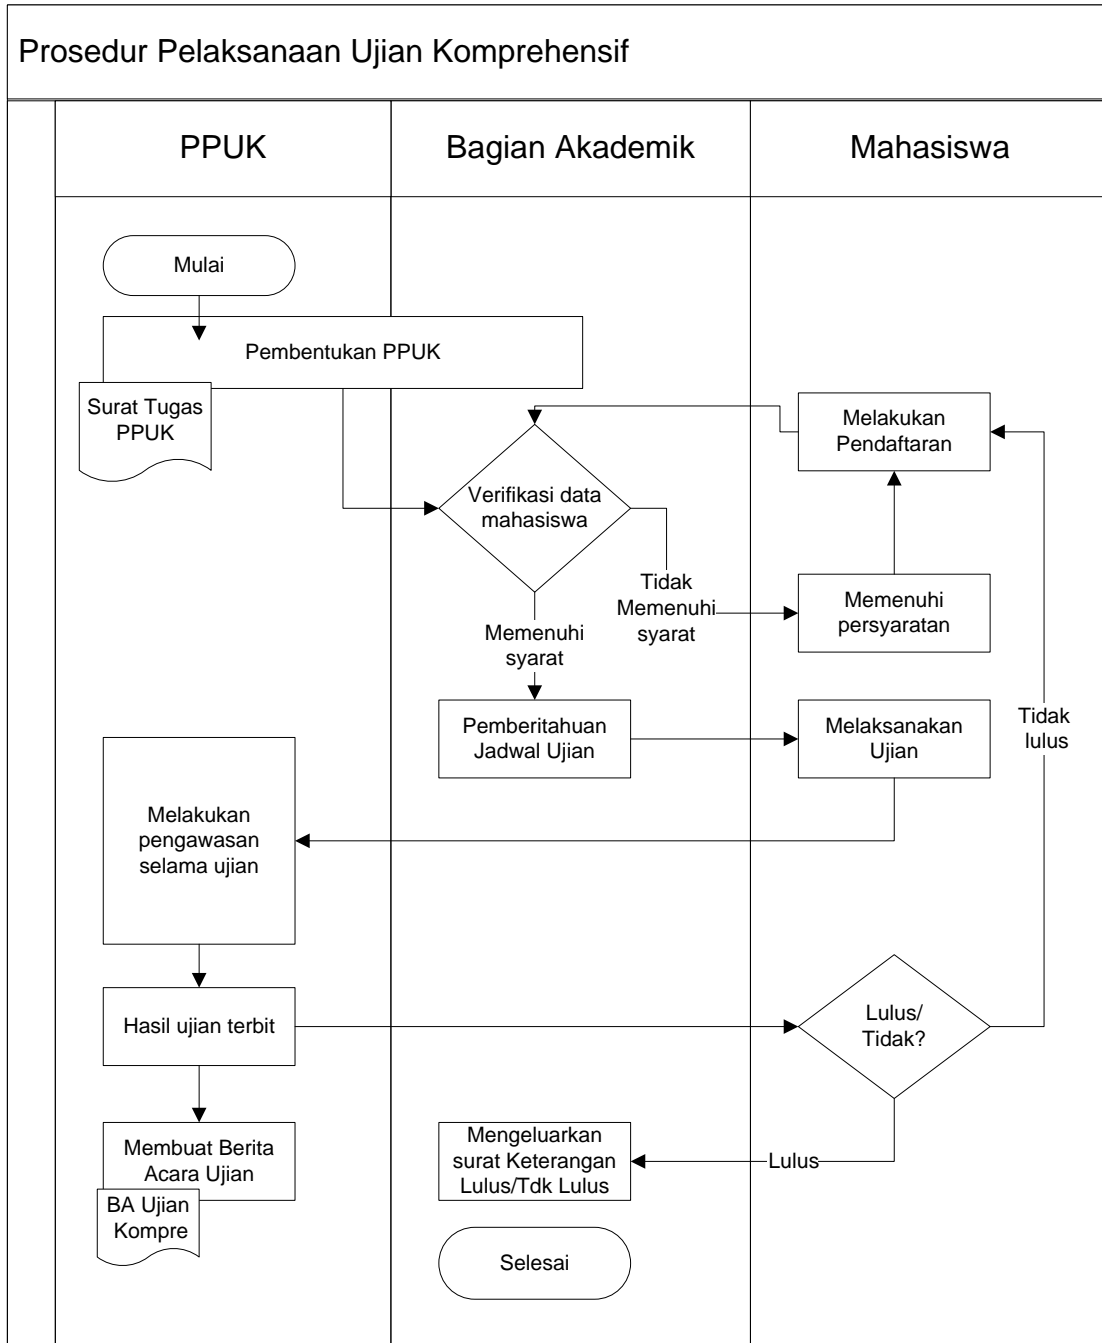 Prosedur Pelaksanaan Ujian Komprehensif
PPUK
Bagian Akademik
Mahasiswa
Mulai
Pembentukan PPUK
Surat Tugas
PPUK
Melakukan
Pendaftaran
Verifikasi data
mahasiswa
Tidak
Memenuhi
syarat
Memenuhi
persyaratan
Memenuhi
syarat
Pemberitahuan
Jadwal Ujian
Melaksanakan
Ujian
Tidak
lulus
Melakukan
pengawasan
selama ujian
Hasil ujian terbit
Lulus/
Tidak?
Membuat Berita
Acara Ujian
BA Ujian
Kompre
Mengeluarkan
surat Keterangan
Lulus/Tdk Lulus
Lulus
Selesai